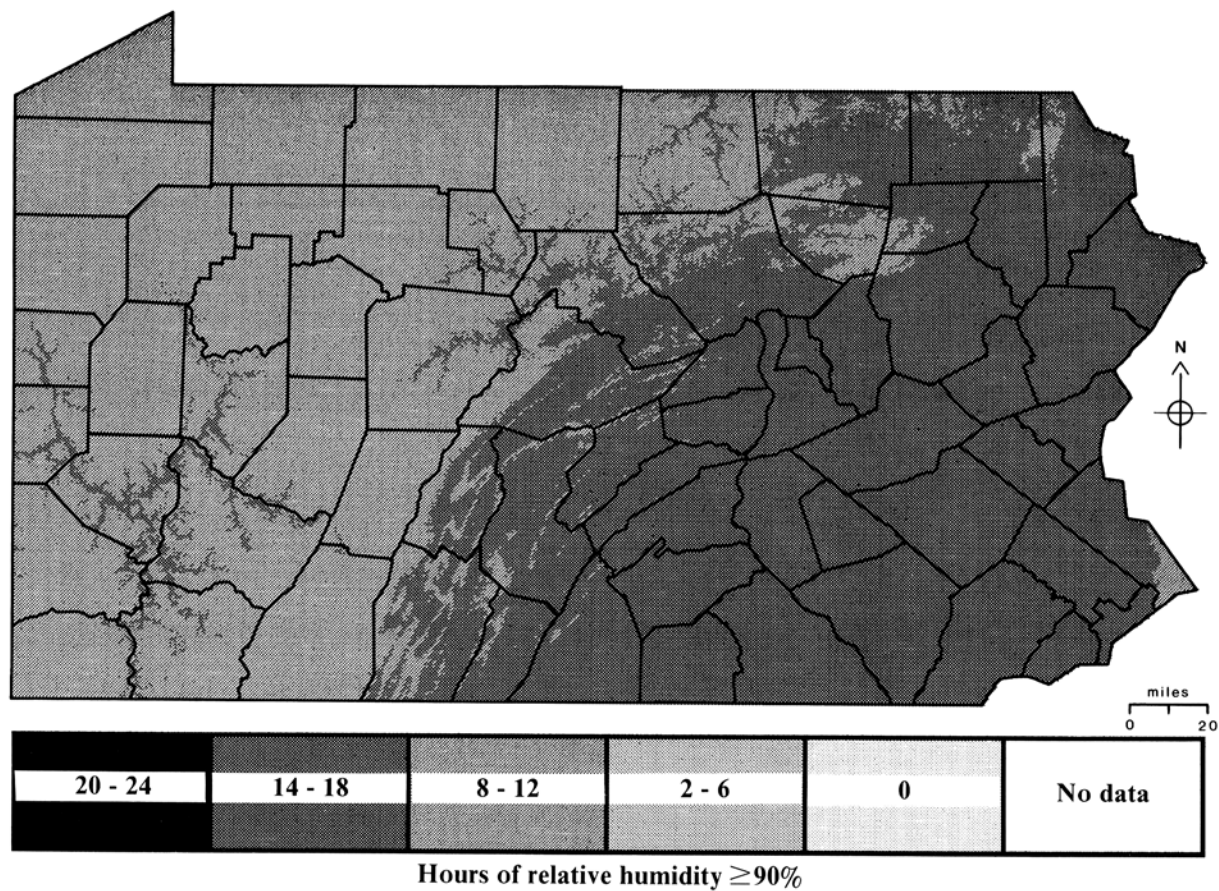 N
miles
0 20
20 - 24 14 - 18 8 - 12 2 - 6 0 No data
Hours of relative humidity ≥90%